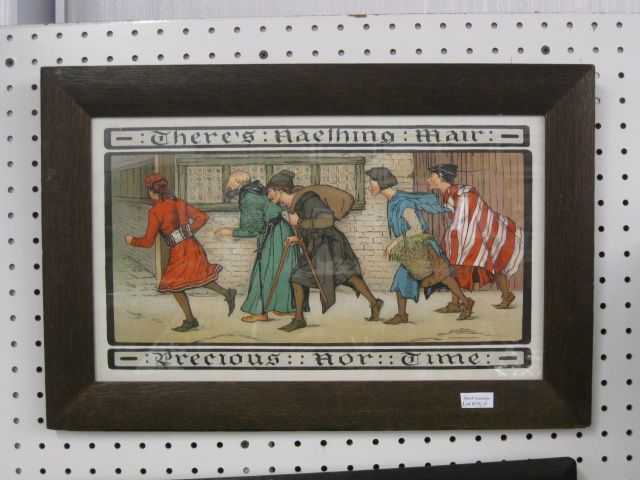 There's : Naething : Mair
Precious :: Nor :: Time